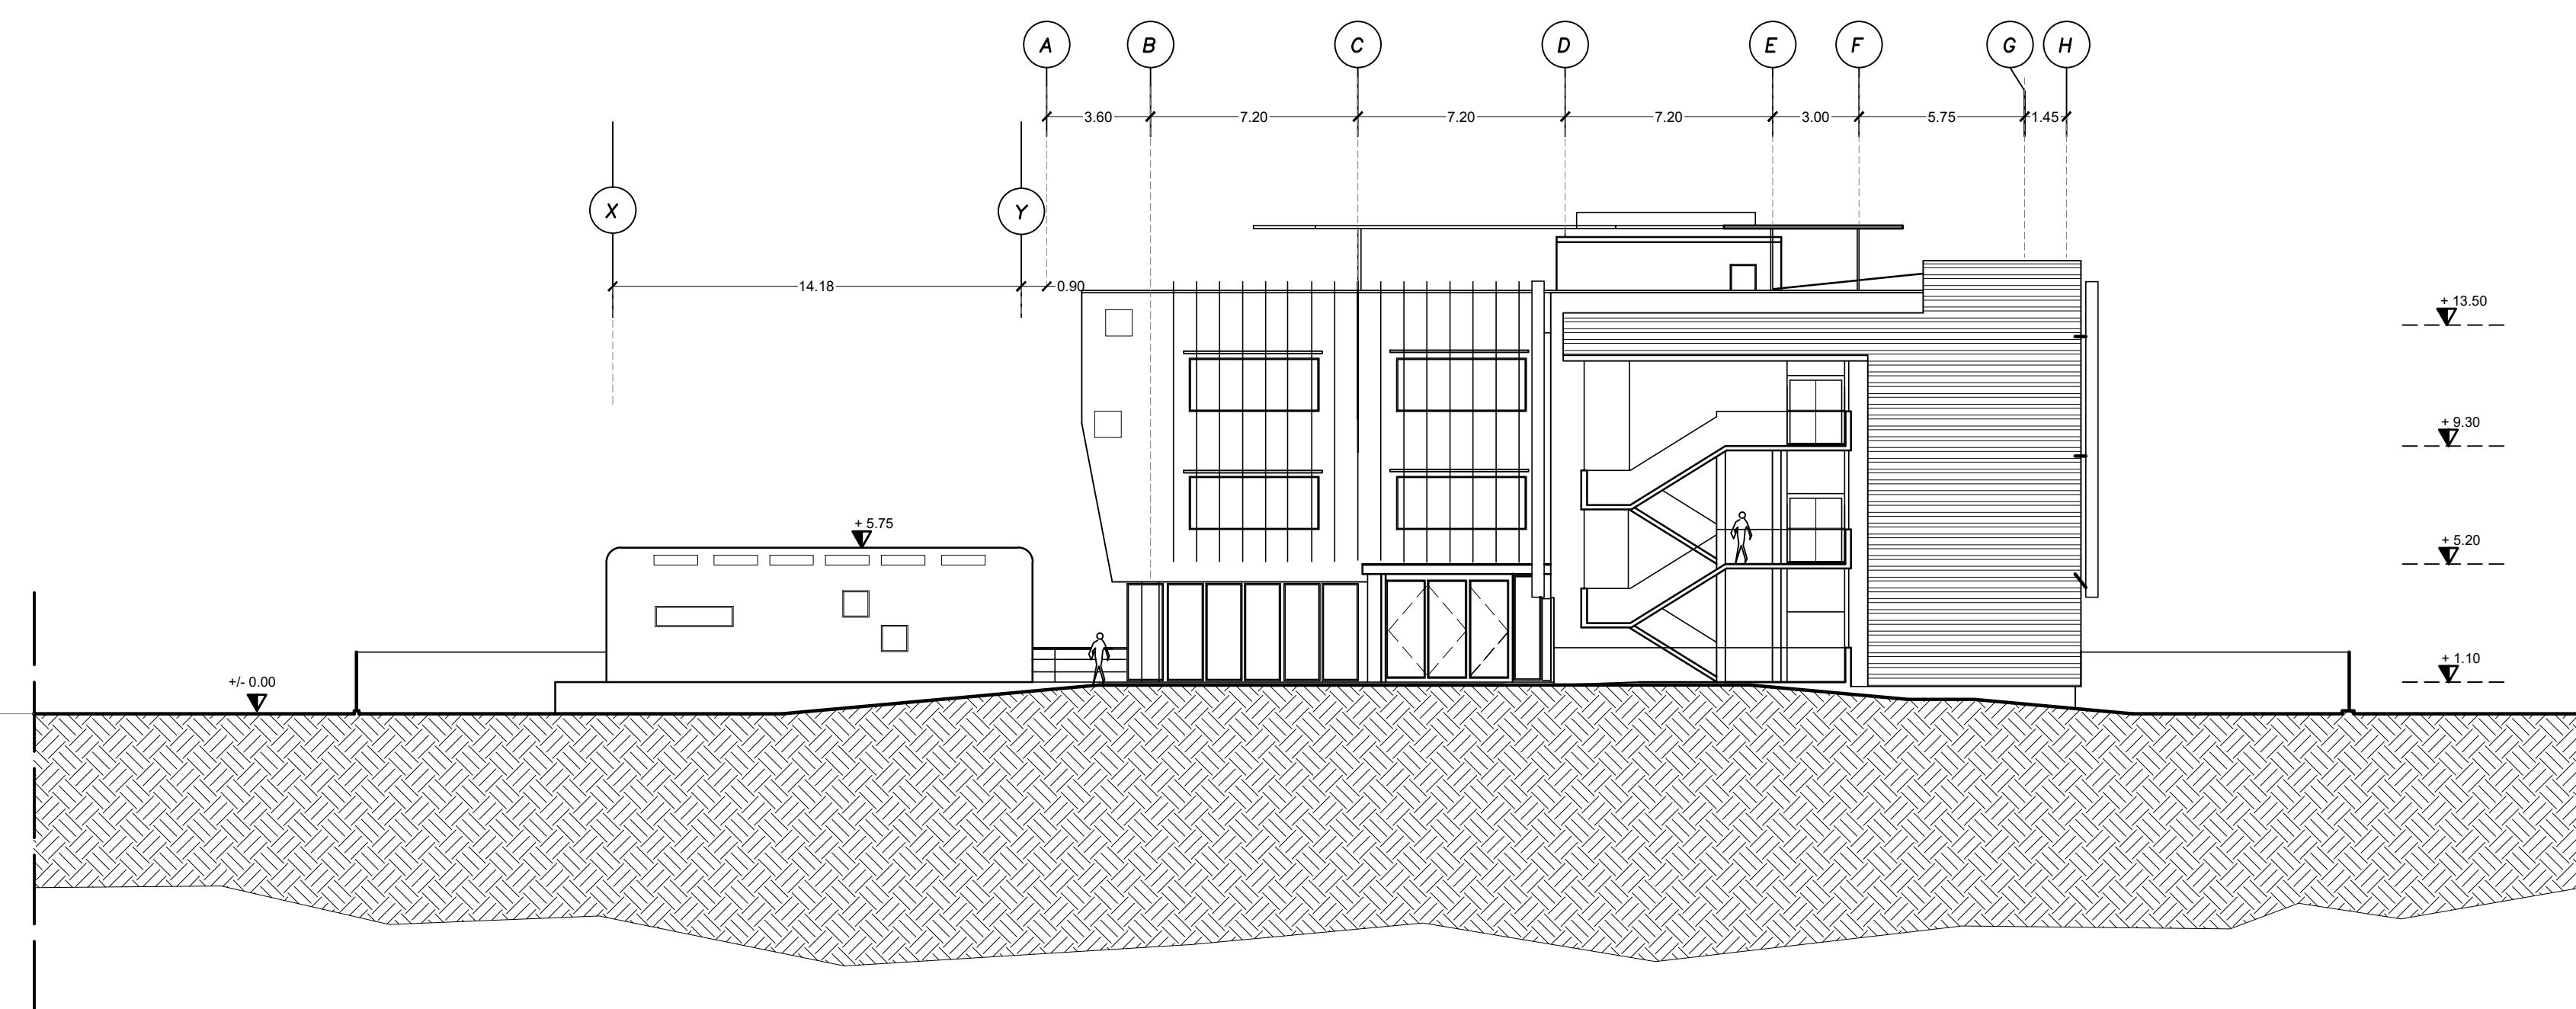 A B C D E F G H
3.60 7.20 7.20 7.20 3.00 5.75 1.45
X Y
14.18 0.90
+ 13.50
+ 9.30
+ 5.75
+ 5.20
+ 1.10
+/- 0.00